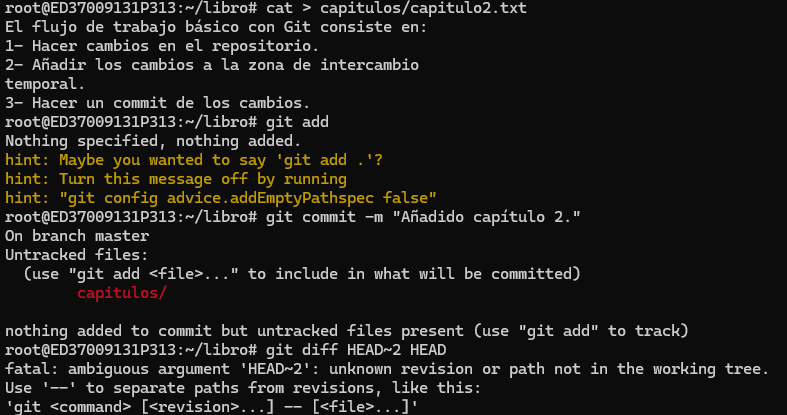 root@ED37009131P313:~/libro# cat > capitulos/capitulo2.txt
El flujo de trabajo básico con Git consiste en:
1- Hacer cambios en el repositorio.
2- Añadir los cambios a la zona de intercambio
temporal.
3- Hacer un commit de los cambios.
root@ED37009131P313:~/libro# git add
Nothing specified, nothing added.
hint: Maybe you wanted to say 'git add .'?
hint: Turn this message off by running
hint: "git config advice.addEmptyPathspec false"
root@ED37009131P313:~/libro# git commit -m "Añadido capítulo 2."
On branch master
Untracked files:
  (use "git add <file>..." to include in what will be committed)
        capitulos/

nothing added to commit but untracked files present (use "git add" to track)
root@ED37009131P313:~/libro# git diff HEAD~2 HEAD
fatal: ambiguous argument 'HEAD~2': unknown revision or path not in the working tree.
Use '--' to separate paths from revisions, like this:
'git <command> [<revision>...] -- [<file>...]'